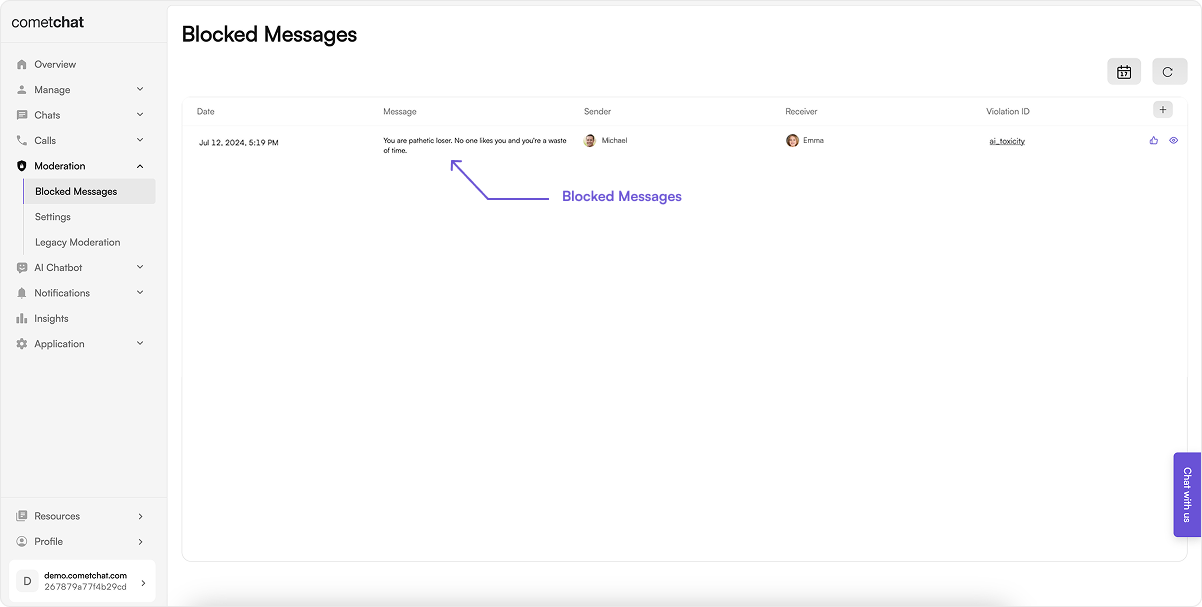 cometchat
Overview
Manage
Chats
Calls
Moderation
Blocked Messages
Settings
Legacy Moderation
AI Chatbot
Notifications
Insights
Application
Resources
Profile
D
demo.cometchat.com
267879a77f4b29cd
Blocked Messages
17
Date Message Sender Receiver Violation ID +
Jul 12, 2024, 5:19 PM You are pathetic loser. No one likes you and you're a waste Michael Emma ai_toxicity
of time.
Blocked Messages
Chat with us